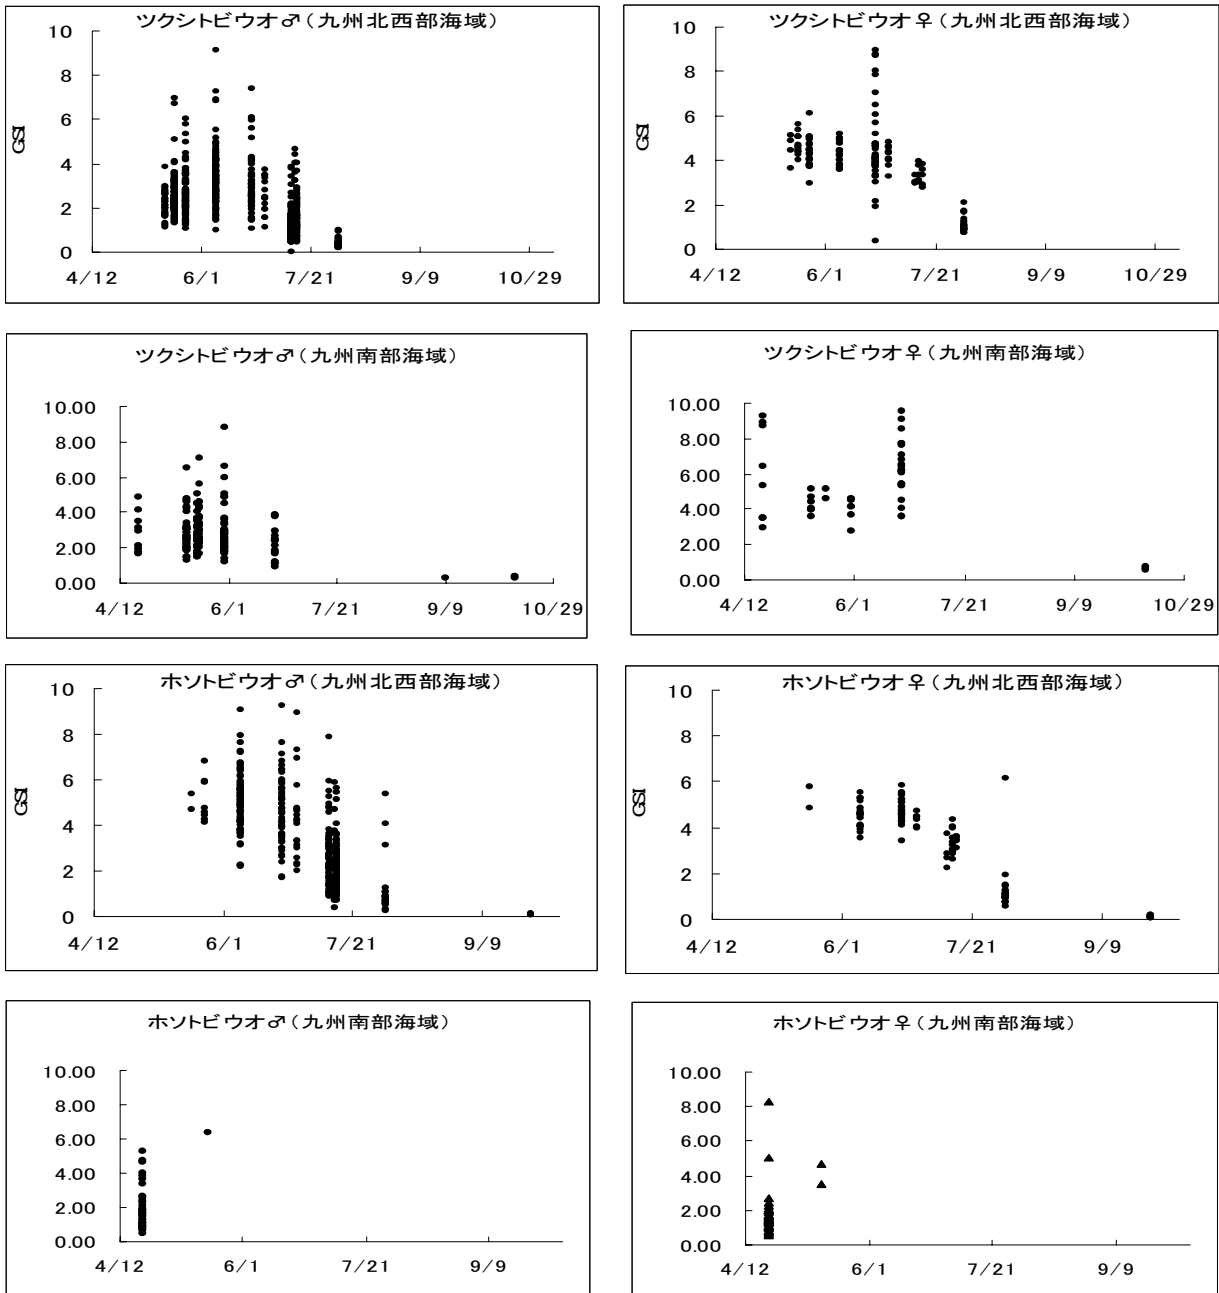 ツクシトビウオ♂(九州北西部海域)
10
8
6
4
2
0
GSI
4/12 6/1 7/21 9/9 10/29
ツクシトビウオ♀(九州北西部海域)
10
8
6
4
2
0
GSI
4/12 6/1 7/21 9/9 10/29
ツクシトビウオ♂(九州南部海域)
10.00
8.00
6.00
4.00
2.00
0.00
4/12 6/1 7/21 9/9 10/29
ツクシトビウオ♀(九州南部海域)
10.00
8.00
6.00
4.00
2.00
0.00
4/12 6/1 7/21 9/9 10/29
ホソトビウオ♂(九州北西部海域)
10
8
6
4
2
0
GSI
4/12 6/1 7/21 9/9
ホソトビウオ♀(九州北西部海域)
10
8
6
4
2
0
GSI
4/12 6/1 7/21 9/9
ホソトビウオ♂(九州南部海域)
10.00
8.00
6.00
4.00
2.00
0.00
4/12 6/1 7/21 9/9
ホソトビウオ♀(九州南部海域)
10.00
8.00
6.00
4.00
2.00
0.00
4/12 6/1 7/21 9/9